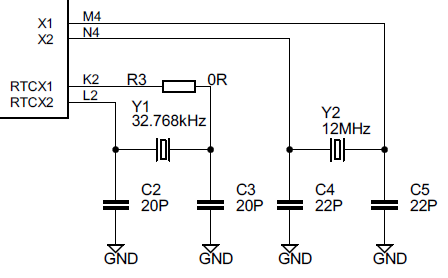 X1 M4
X2 N4
RTCX1 K2 R3 0R
RTCX2 L2
Y1
32.768kHz
Y2
12MHz
C2 C3 C4 C5
20P 20P 22P 22P
GND GND GND GND